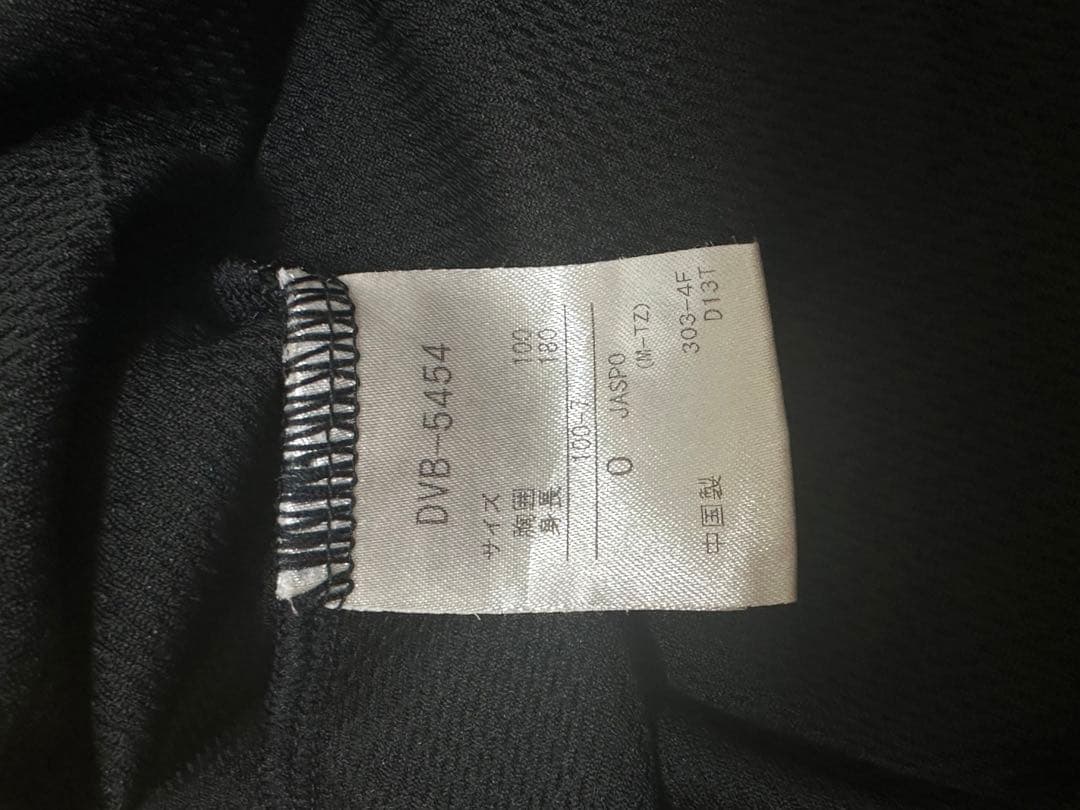 DVB-5454
サイズ
胸囲 100
身長 180
100-7
O JASPO
(M-TZ)
303-4F
中国製 D13T